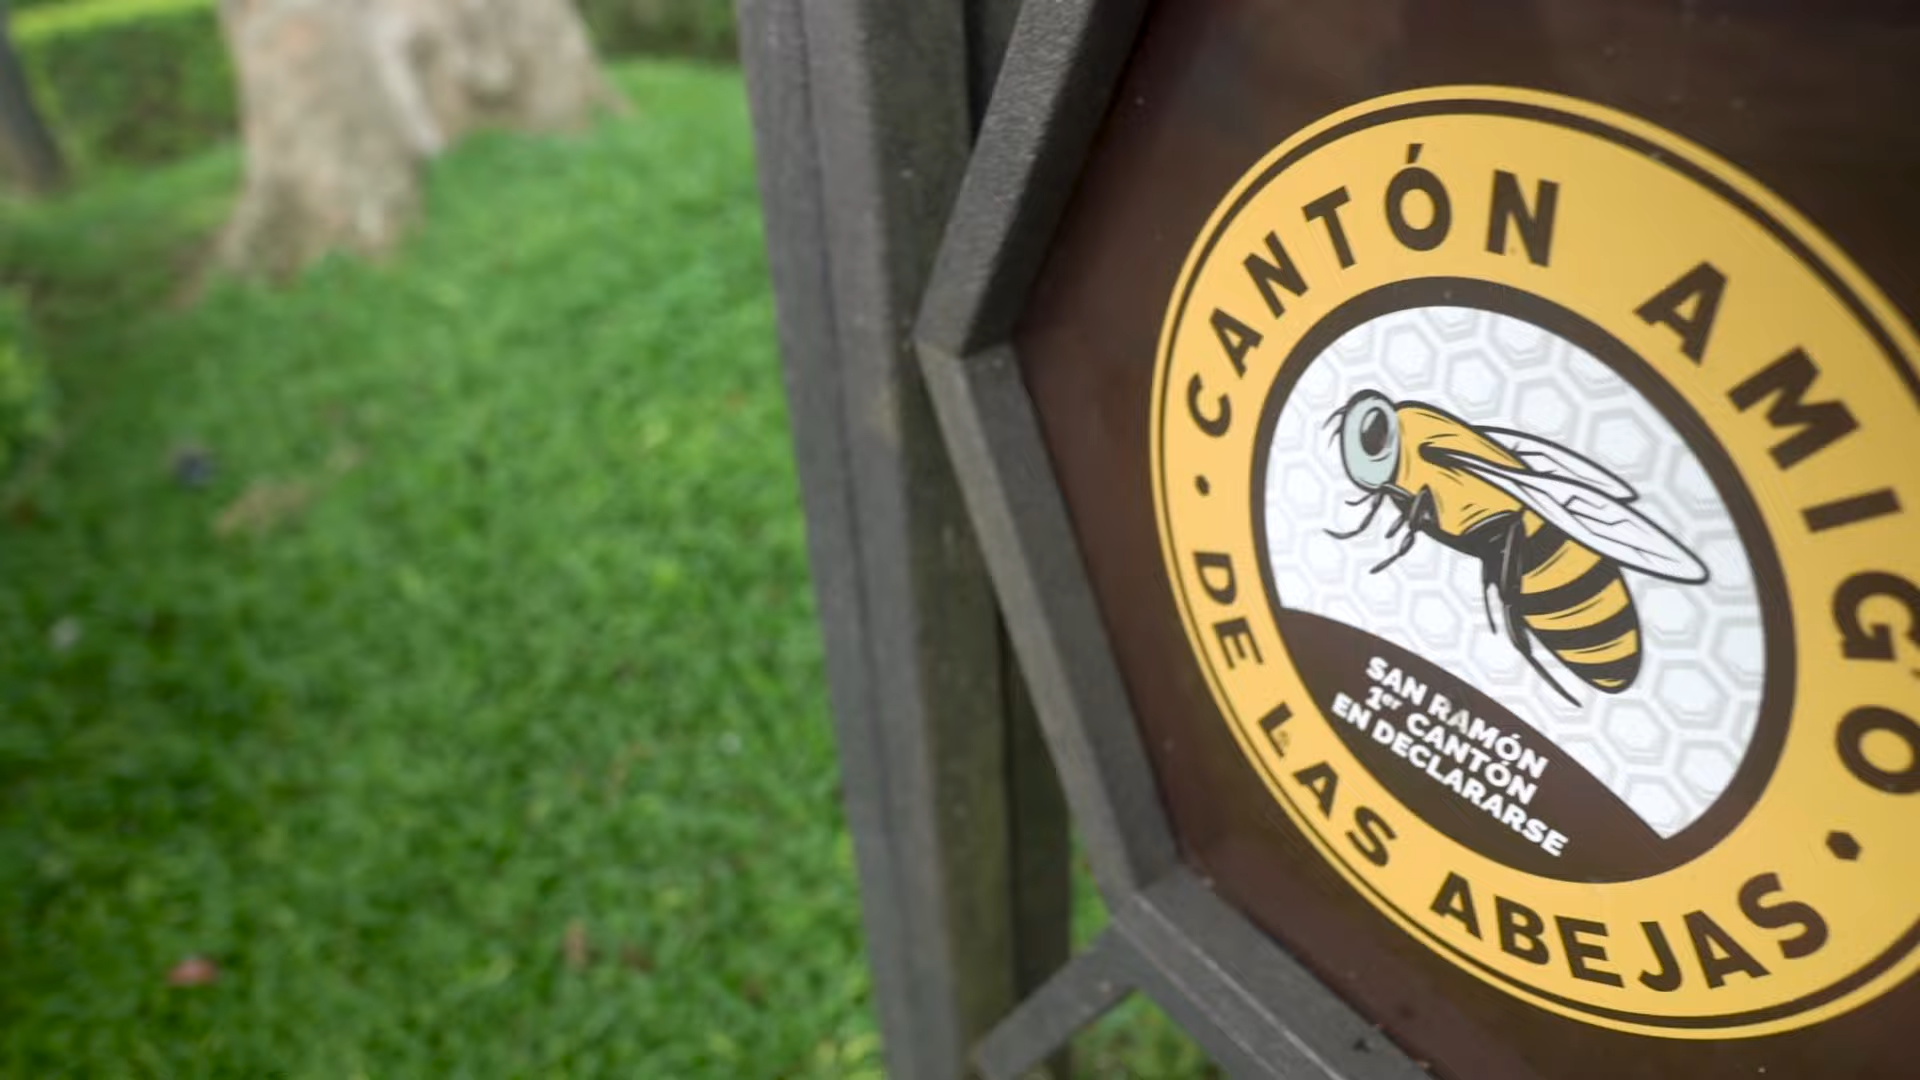 CANTÓN AMIGO
· DE LAS ABEJAS ·
SAN RAMÓN
1er CANTÓN
EN DECLARARSE